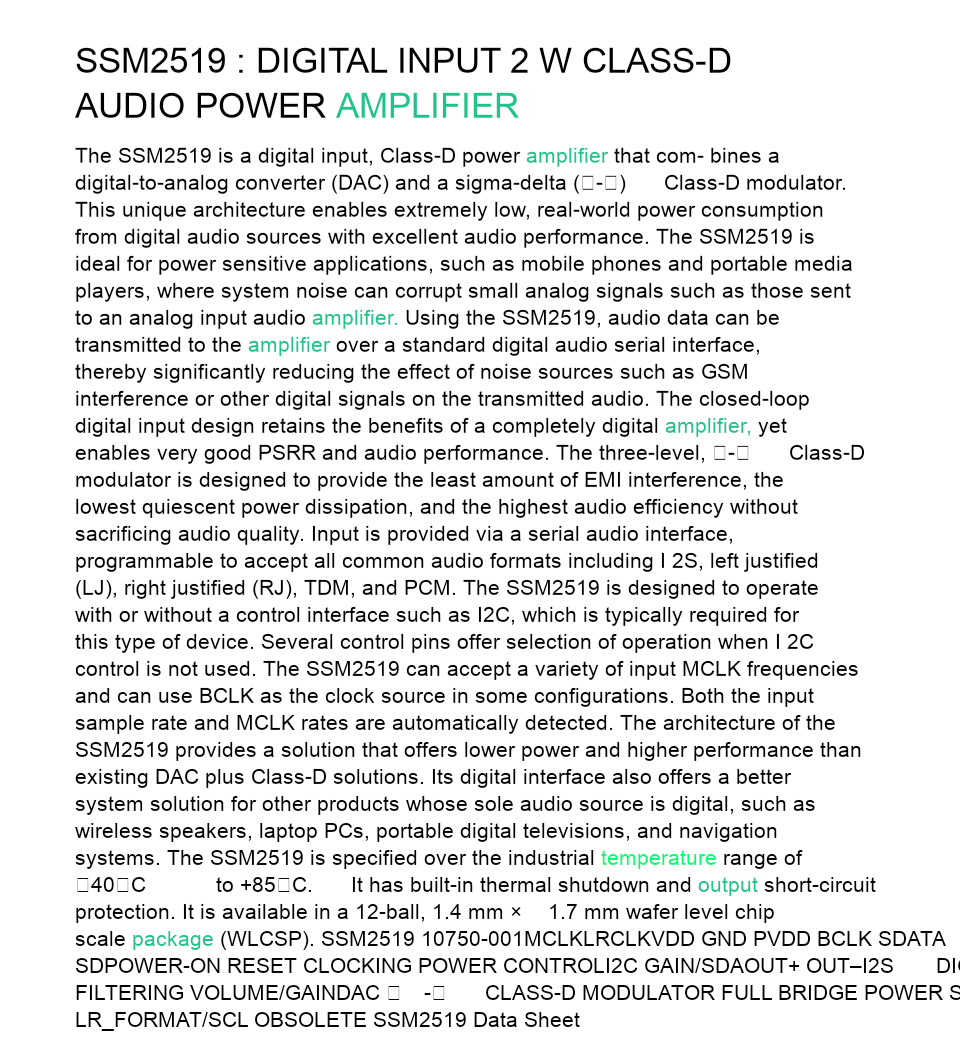 SSM2519 : DIGITAL INPUT 2 W CLASS-D
AUDIO POWER AMPLIFIER
The SSM2519 is a digital input, Class-D power amplifier that com- bines a
digital-to-analog converter (DAC) and a sigma-delta (□-□) Class-D modulator.
This unique architecture enables extremely low, real-world power consumption
from digital audio sources with excellent audio performance. The SSM2519 is
ideal for power sensitive applications, such as mobile phones and portable media
players, where system noise can corrupt small analog signals such as those sent
to an analog input audio amplifier. Using the SSM2519, audio data can be
transmitted to the amplifier over a standard digital audio serial interface,
thereby significantly reducing the effect of noise sources such as GSM
interference or other digital signals on the transmitted audio. The closed-loop
digital input design retains the benefits of a completely digital amplifier, yet
enables very good PSRR and audio performance. The three-level, □-□ Class-D
modulator is designed to provide the least amount of EMI interference, the
lowest quiescent power dissipation, and the highest audio efficiency without
sacrificing audio quality. Input is provided via a serial audio interface,
programmable to accept all common audio formats including I 2S, left justified
(LJ), right justified (RJ), TDM, and PCM. The SSM2519 is designed to operate
with or without a control interface such as I2C, which is typically required for
this type of device. Several control pins offer selection of operation when I 2C
control is not used. The SSM2519 can accept a variety of input MCLK frequencies
and can use BCLK as the clock source in some configurations. Both the input
sample rate and MCLK rates are automatically detected. The architecture of the
SSM2519 provides a solution that offers lower power and higher performance than
existing DAC plus Class-D solutions. Its digital interface also offers a better
system solution for other products whose sole audio source is digital, such as
wireless speakers, laptop PCs, portable digital televisions, and navigation
systems. The SSM2519 is specified over the industrial temperature range of
□40□C to +85□C. It has built-in thermal shutdown and output short-circuit
protection. It is available in a 12-ball, 1.4 mm × 1.7 mm wafer level chip
scale package (WLCSP). SSM2519 10750-001MCLKLRCLKVDD GND PVDD BCLK SDATA
SDPOWER-ON RESET CLOCKING POWER CONTROLI2C GAIN/SDAOUT+ OUT–I2S
FILTERING VOLUME/GAINDAC □ -□ CLASS-D MODULATOR FULL BRIDGE POWER
LR_FORMAT/SCL OBSOLETE SSM2519 Data Sheet